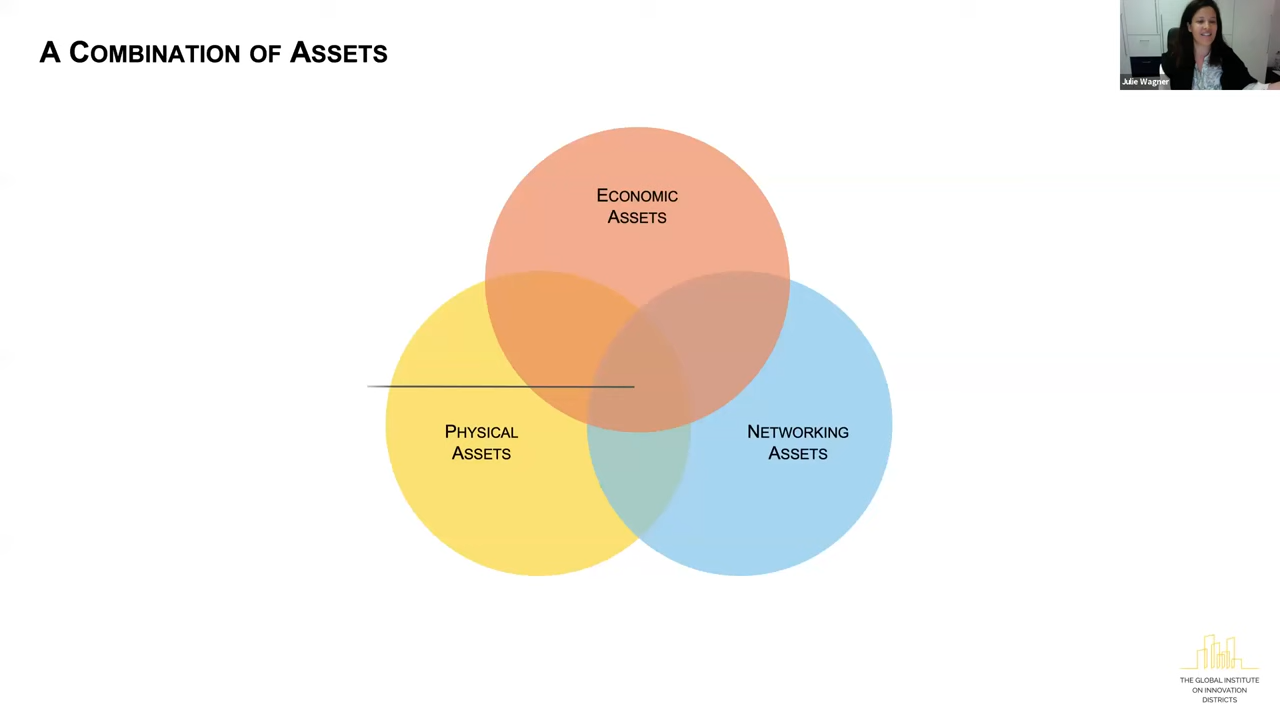 A COMBINATION OF ASSETS
Julie Wagner
ECONOMIC
ASSETS
PHYSICAL
ASSETS
NETWORKING
ASSETS
THE GLOBAL INSTITUTE
ON INNOVATION
DISTRICTS